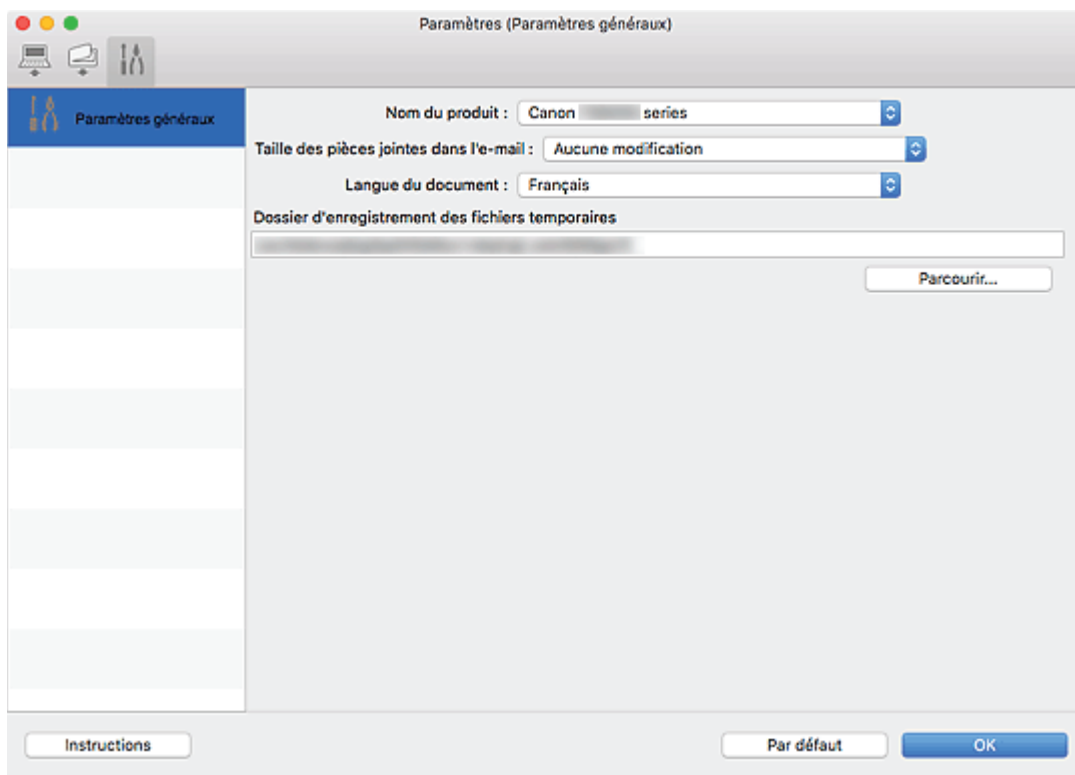 Paramètres (Paramètres généraux)
Paramètres généraux
Nom du produit : Canon series
Taille des pièces jointes dans l'e-mail : Aucune modification
Langue du document : Français
Dossier d'enregistrement des fichiers temporaires
Parcourir...
Instructions
Par défaut
OK